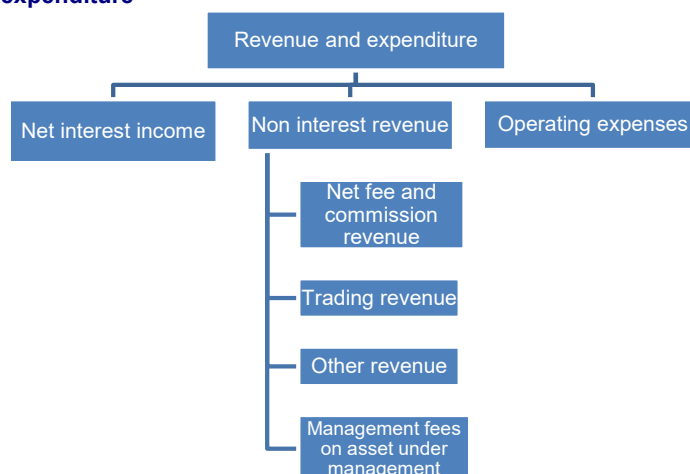 expenditure
Revenue and expenditure
Net interest income
Non interest revenue
Operating expenses
Net fee and
commission
revenue
Trading revenue
Other revenue
Management fees
on asset under
management